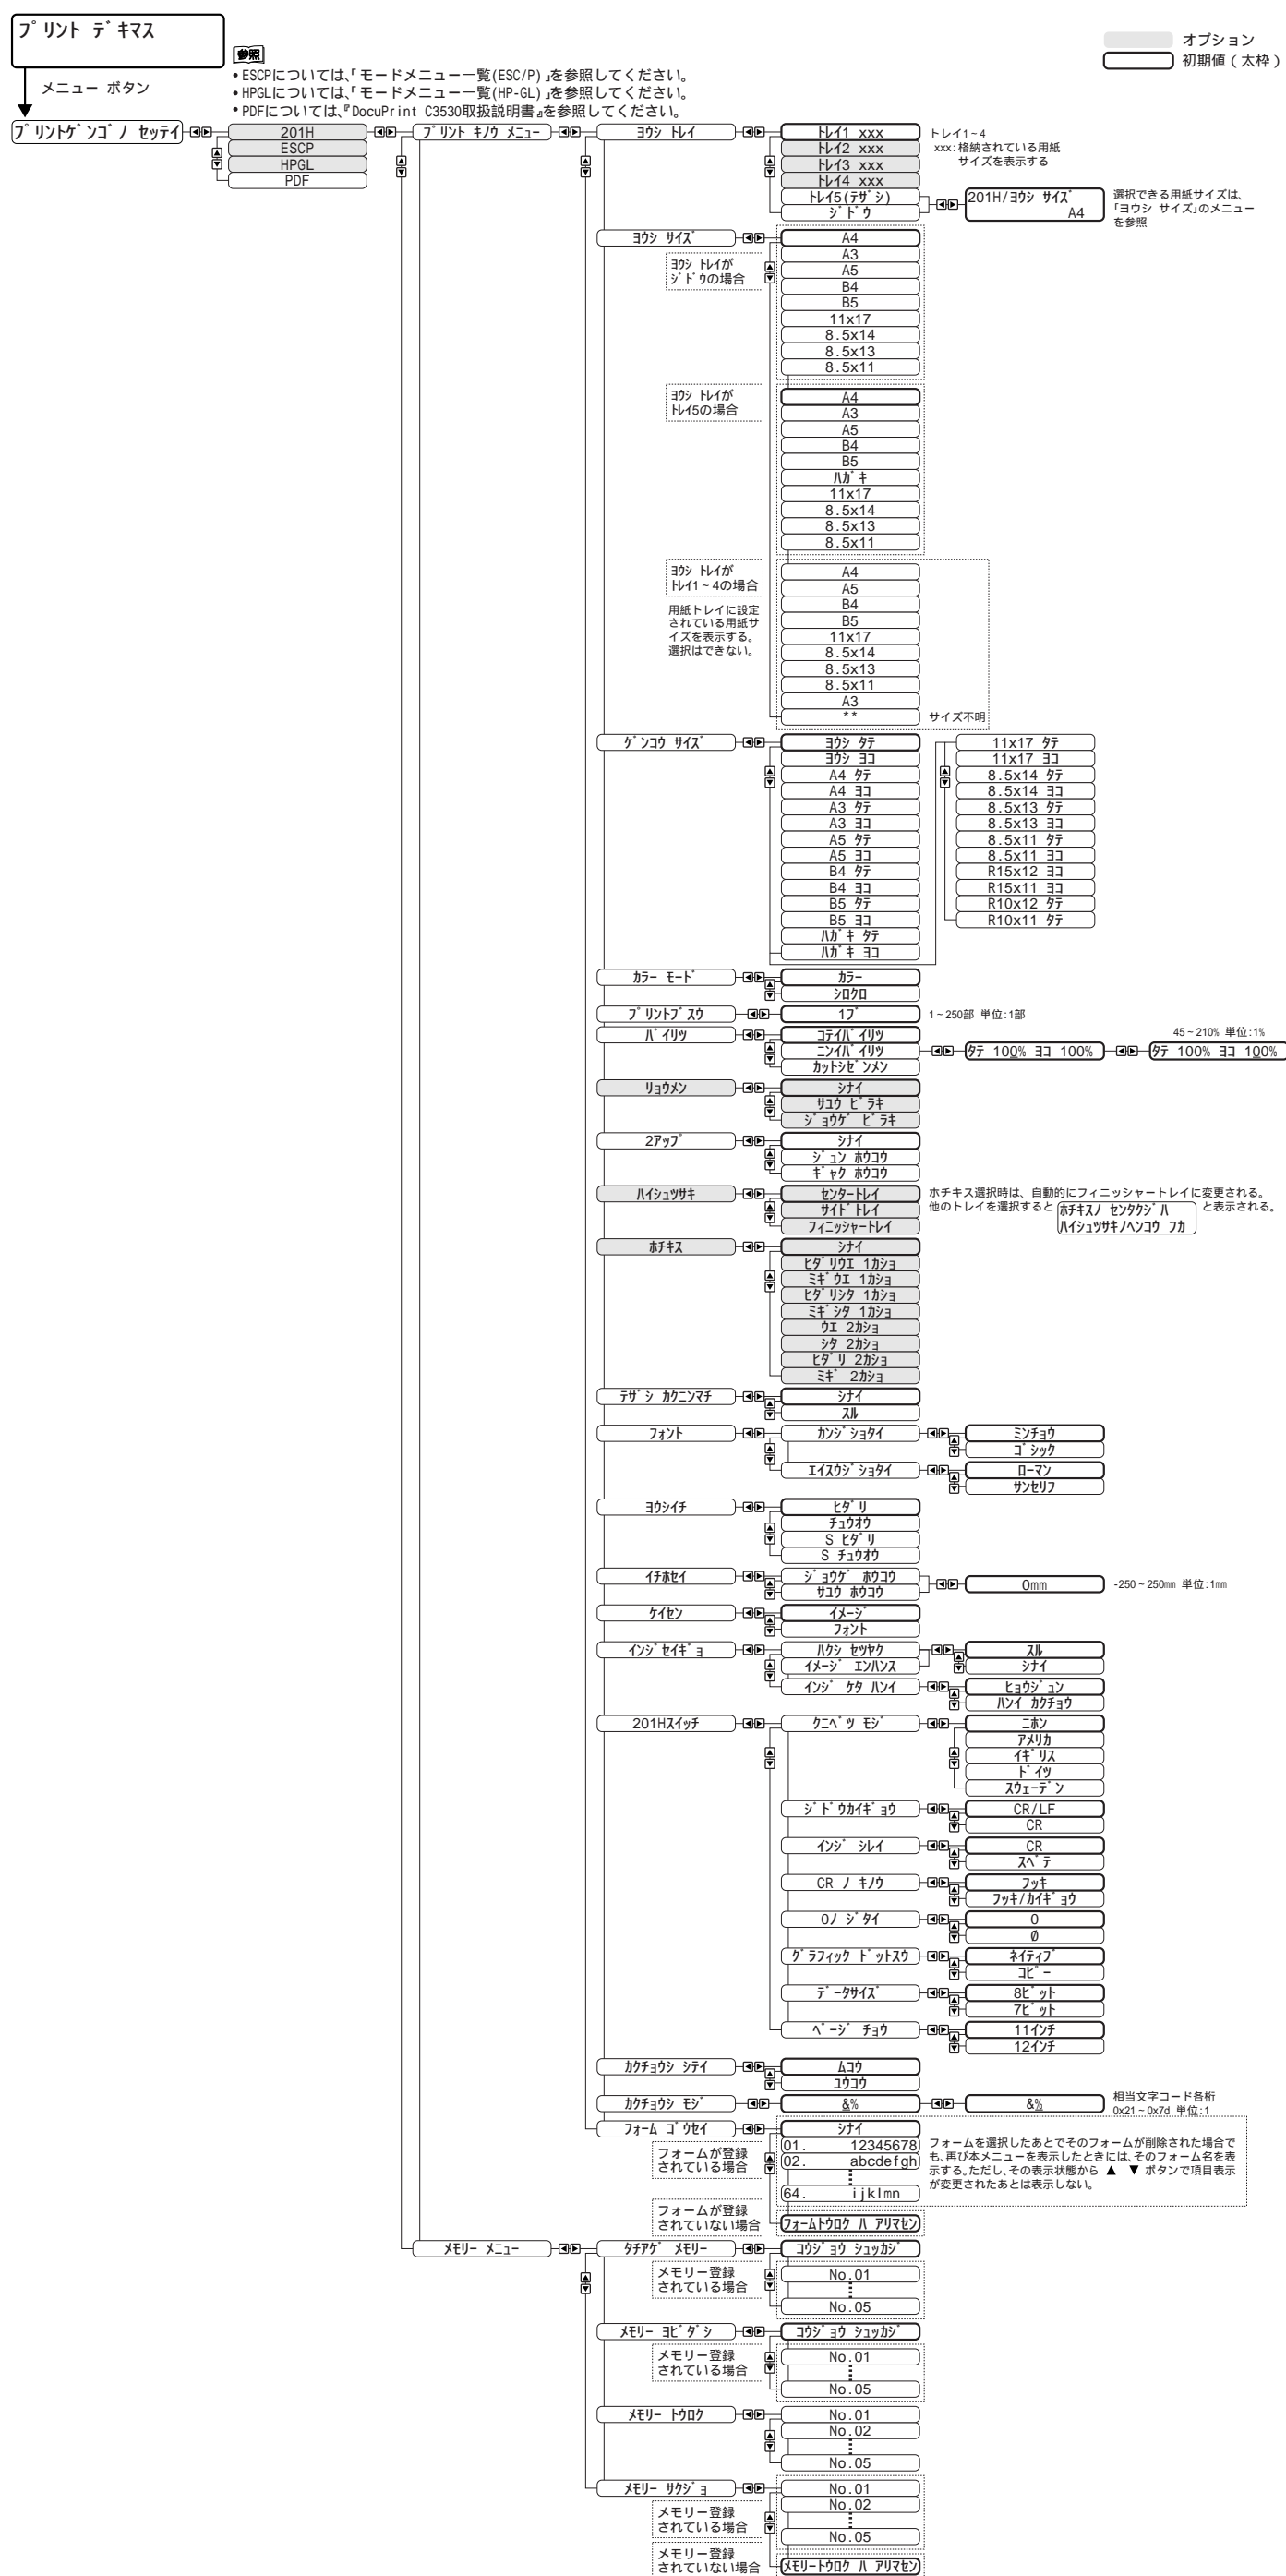 プリント デキマス
オプション
初期値（太枠）
メニュー ボタン
参照
•ESCPについては、「モードメニュー一覧(ESC/P)」を参照してください。
•HPGLについては、「モードメニュー一覧(HP-GL)」を参照してください。
•PDFについては、『DocuPrint C3530取扱説明書』を参照してください。
プリントゲンゴノ セッテイ
201H
ESCP
HPGL
PDF
プリント キノウ メニュー
ヨウシ トレイ
トレイ1 xxx
トレイ2 xxx
トレイ3 xxx
トレイ4 xxx
トレイ5(テザシ)
ジドウ
トレイ1~4
xxx:格納されている用紙
サイズを表示する
201H/ヨウシ サイズ
A4
選択できる用紙サイズは、
「ヨウシ サイズ」のメニュー
を参照
ヨウシ サイズ
ヨウシ トレイが
ジドウの場合
A4
A3
A5
B4
B5
11x17
8.5x14
8.5x13
8.5x11
ヨウシ トレイが
トレイ5の場合
A4
A3
A5
B4
B5
ハガキ
11x17
8.5x14
8.5x13
8.5x11
ヨウシ トレイが
トレイ1~4の場合
用紙トレイに設定
されている用紙サ
イズを表示する。
選択はできない。
A4
A5
B4
B5
11x17
8.5x14
8.5x13
8.5x11
A3
**
サイズ不明
ゲンコウ サイズ
ヨウシ タテ
ヨウシ ヨコ
A4 タテ
A4 ヨコ
A3 タテ
A3 ヨコ
A5 タテ
A5 ヨコ
B4 タテ
B4 ヨコ
B5 タテ
B5 ヨコ
ハガキ タテ
ハガキ ヨコ
11x17 タテ
11x17 ヨコ
8.5x14 タテ
8.5x14 ヨコ
8.5x13 タテ
8.5x13 ヨコ
8.5x11 タテ
8.5x11 ヨコ
R15x12 ヨコ
R15x11 ヨコ
R10x12 タテ
R10x11 タテ
カラー モード
カラー
シロクロ
プリントブスウ
1ブ
1~250部 単位:1部
バイリツ
コテイバイリツ
ニンイバイリツ
カットシゼンメン
タテ 100% ヨコ 100%
45~210% 単位:1%
タテ 100% ヨコ 100%
リョウメン
シナイ
サユウ ビラキ
ジョウゲ ビラキ
2アップ
シナイ
ジュン ホウコウ
ギャク ホウコウ
ハイシュツサキ
センタートレイ
サイドトレイ
フィニッシャートレイ
ホチキス選択時は、自動的にフィニッシャートレイに変更される。
他のトレイを選択すると
ホチキスノ センタクジハ
ハイシュツサキノヘンコウ フカ
と表示される。
ホチキス
シナイ
ヒダリウエ 1カショ
ミギウエ 1カショ
ヒダリシタ 1カショ
ミギシタ 1カショ
ウエ 2カショ
シタ 2カショ
ヒダリ 2カショ
ミギ 2カショ
テザシ カクニンマチ
シナイ
スル
フォント
カンジショタイ
ミンチョウ
ゴシック
エイスウジショタイ
ローマン
サンセリフ
ヨウシイチ
ヒダリ
チュウオウ
S ヒダリ
S チュウオウ
イチホセイ
ジョウゲ ホウコウ
サユウ ホウコウ
0mm
-250~250mm 単位:1mm
ケイセン
イメージ
フォント
インジセイギョ
ハクシ セツヤク
イメージ エンハンス
スル
シナイ
インジ ケタ ハンイ
ヒョウジュン
ハンイ カクチョウ
201Hスイッチ
クニベツ モジ
ニホン
アメリカ
イギリス
ドイツ
スウェーデン
ジドウカイギョウ
CR/LF
CR
インジ シレイ
CR
スベテ
CR ノ キノウ
フッキ
フッキ/カイギョウ
0ノ ジタイ
0
Ø
グラフィック ドットスウ
ネイティブ
コピー
データサイズ
8ビット
7ビット
ページ チョウ
11インチ
12インチ
カクチョウシ シテイ
ムコウ
ユウコウ
カクチョウシ モジ
&%
&%
相当文字コード各桁
0x21~0x7d 単位:1
フォーム ゴウセイ
シナイ
フォームが登録
されている場合
01. 12345678
02. abcdefgh
64. ijklmn
フォームを選択したあとでそのフォームが削除された場合で
も、再び本メニューを表示したときには、そのフォーム名を表
示する。ただし、その表示状態から ▲ ▼ ボタンで項目表示
が変更されたあとは表示しない。
フォームが登録
されていない場合
フォームトウロク ハ アリマセン
メモリー メニュー
タチアゲ メモリー
コウジョウ シュッカジ
メモリー登録
されている場合
No.01
No.05
メモリー ヨビダシ
コウジョウ シュッカジ
メモリー登録
されている場合
No.01
No.05
メモリー トウロク
No.01
No.02
No.05
メモリー サクジョ
No.01
No.02
No.05
メモリー登録
されている場合
メモリー登録
されていない場合
メモリートウロク ハ アリマセン